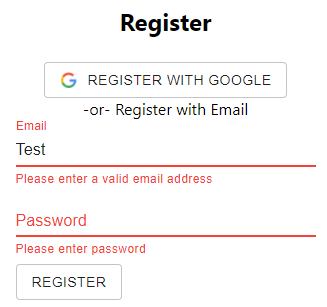 Register
REGISTER WITH GOOGLE
-or- Register with Email
Email
Test
Please enter a valid email address
Password
Please enter password
REGISTER